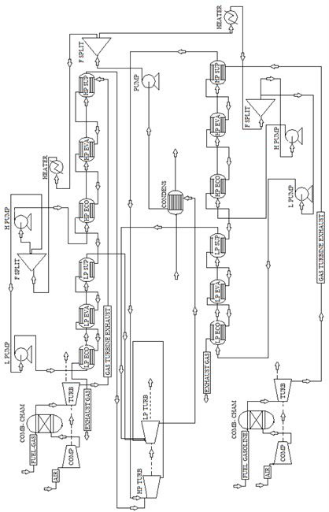 HEATER
F SPLIT
HP SUP
PUMP
HP SUP
F SPLIT
HP EVA
HP EVA
H PUMP
HEATER
H PUMP
HP ECO
CONDENS
HP ECO
L PUMP
F SPLIT
LP SUP
LP SUP
GAS TURBINE EXHAUST
LP EVA
LP EVA
L PUMP
LP ECO
GAS TURBINE EXHAUST
LP ECO
EXHAUST GAS
TURB
EXHAUST GAS
LP TURB
TURB
COMB-CHAM
COMB-CHAM
FUEL GAS
FUEL GASOLENE
COMP
HP TURB
COMP
AIR
AIR